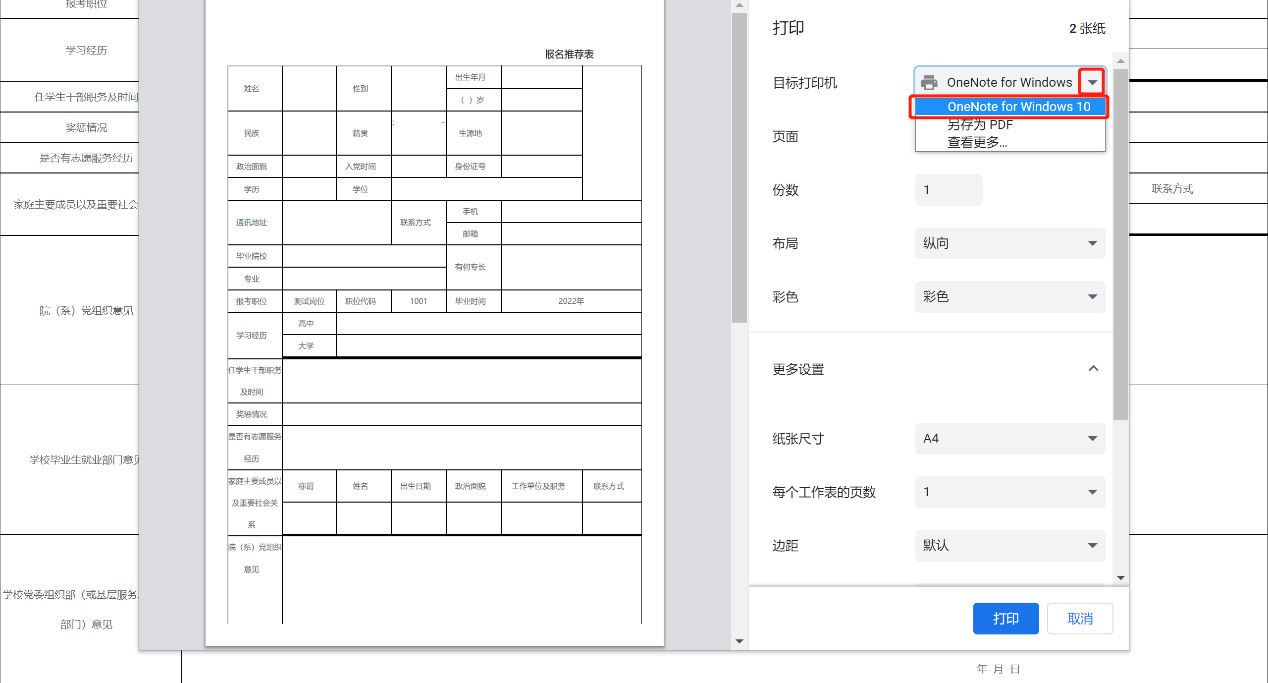 报考职位
学习经历
任学生干部职务及时间
奖惩情况
是否有志愿服务经历
家庭主要成员以及重要社会
院（系）党组织意见
学校毕业生就业部门意见
学校党委组织部（或基层服务
部门）意见
报名推荐表
姓名 性别 出生年月
（ ）岁
民族 籍贯 生源地
政治面貌 入党时间 身份证号
学历 学位
通讯地址 联系方式 手机
邮箱
毕业院校 有何专长
专业
报考职位 测试岗位 职位代码 1001 毕业时间 2022年
学习经历 高中
大学
任学生干部职务
及时间
奖惩情况
是否有志愿服务
经历
家庭主要成员以
及重要社会关
系
称谓 姓名 出生日期 政治面貌 工作单位及职务 联系方式
院（系）党组织
意见
打印 2 张纸
目标打印机 OneNote for Windows
OneNote for Windows 10
另存为 PDF
查看更多...
页面
份数 1
布局 纵向
彩色 彩色
更多设置
纸张尺寸 A4
每个工作表的页数 1
边距 默认
打印 取消
联系方式
年 月 日